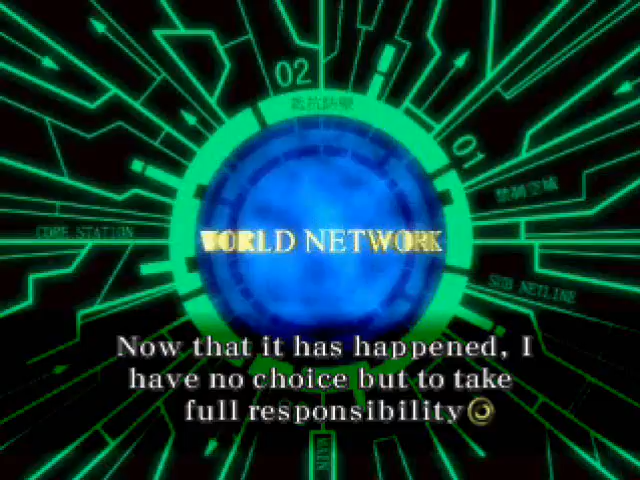 02
01
CORE STATION
WORLD NETWORK
SUB NETLINE
Now that it has happened, I
have no choice but to take
full responsibility
MAIN